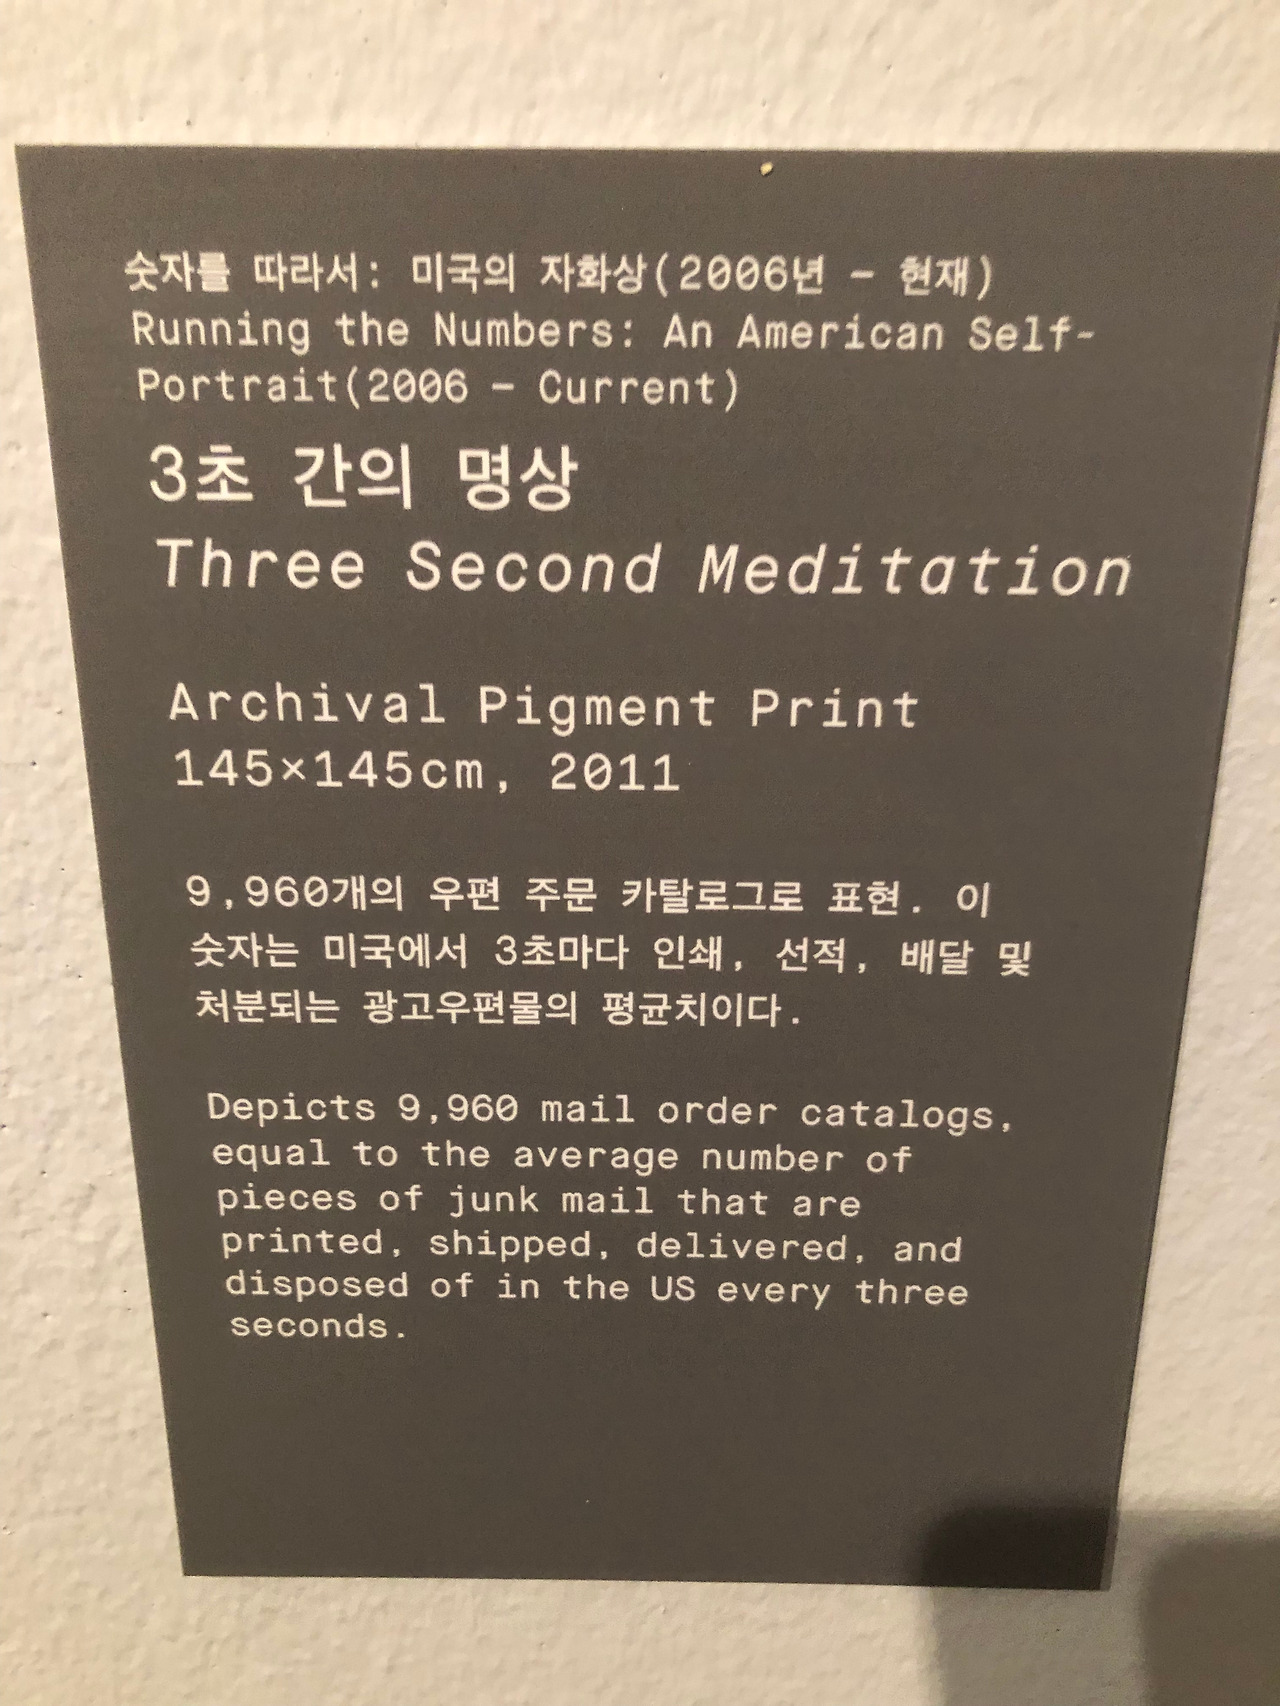 숫자를 따라서: 미국의 자화상(2006년 – 현재)
Running the Numbers: An American Self-
Portrait(2006 – Current)
3초 간의 명상
Three Second Meditation
Archival Pigment Print
145×145cm, 2011
9,960개의 우편 주문 카탈로그로 표현. 이
숫자는 미국에서 3초마다 인쇄, 선적, 배달 및
처분되는 광고우편물의 평균치이다.
Depicts 9,960 mail order catalogs,
equal to the average number of
pieces of junk mail that are
printed, shipped, delivered, and
disposed of in the US every three
seconds.